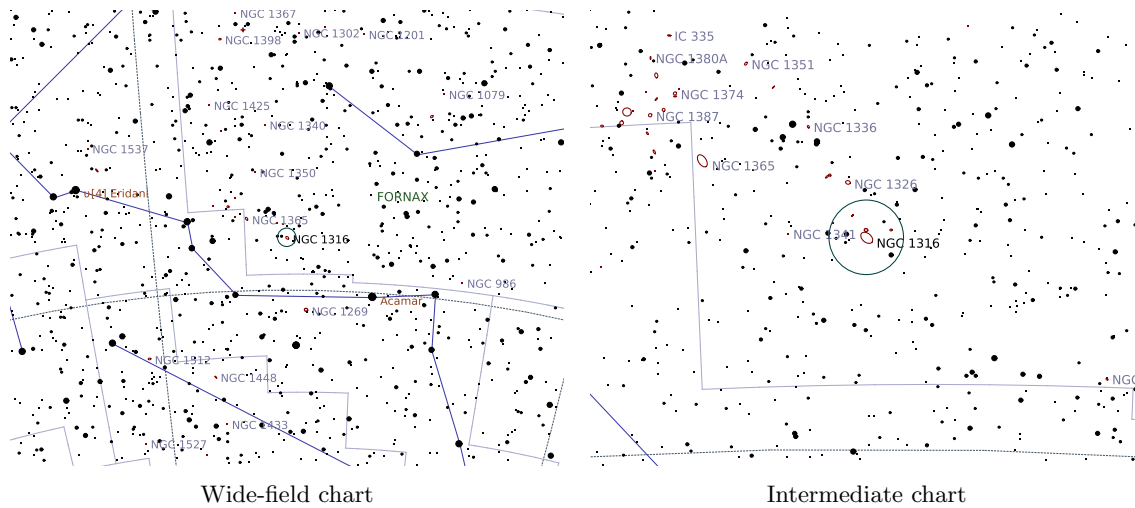 NGC 1367
NGC 1398
NGC 1302
NGC 1201
NGC 1079
NGC 1425
NGC 1340
NGC 1537
NGC 1350
υ[4] Eridani
FORNAX
NGC 1365
NGC 1316
NGC 986
Acamar
NGC 1269
NGC 1512
NGC 1448
NGC 1433
NGC 1527
Wide-field chart
IC 335
NGC 1380A
NGC 1351
NGC 1374
NGC 1387
NGC 1336
NGC 1365
NGC 1326
NGC 1341
NGC 1316
NGC
Intermediate chart